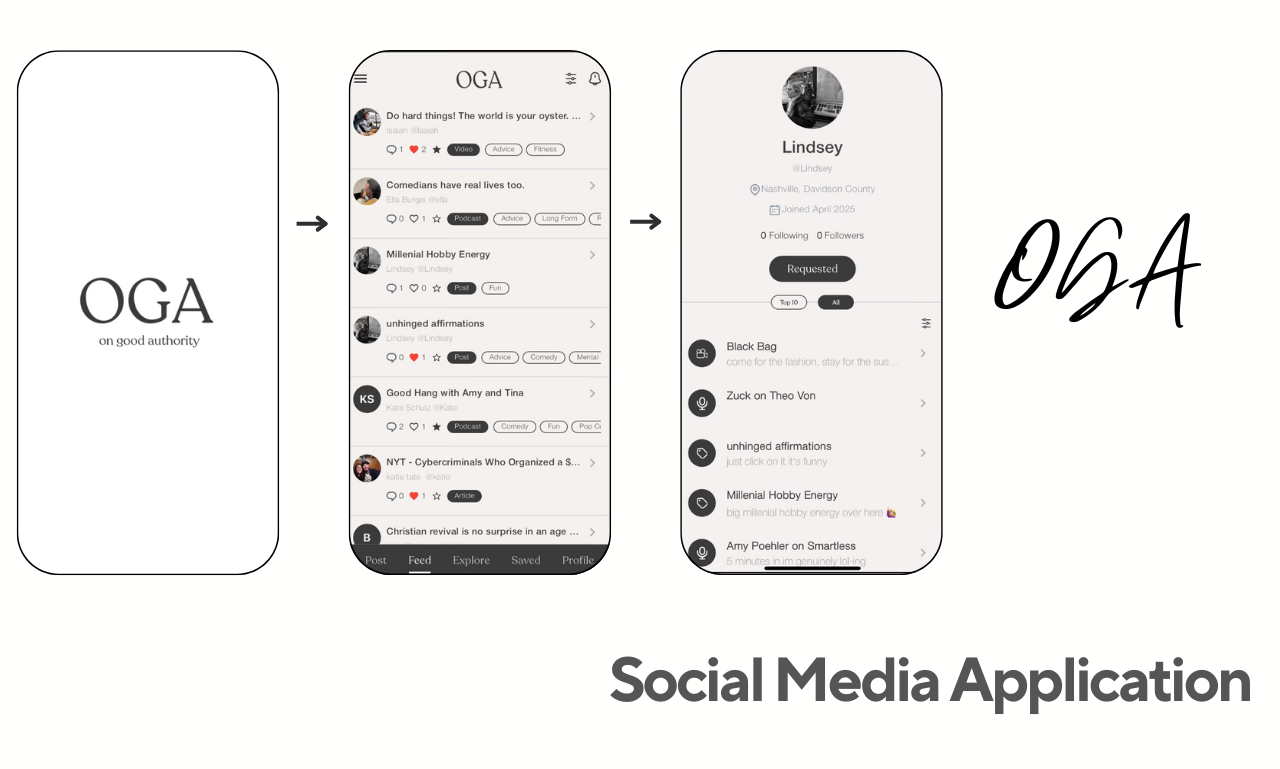 OGA
on good authority
OGA
Do hard things! The world is your oyster. ...
Isaiah @Isaiah
1 2 Video Advice Fitness
Comedians have real lives too.
Ella Burgei @ella
0 1 Podcast Advice Long Form
Millenial Hobby Energy
Lindsey @Lindsey
1 0 Post Fun
unhinged affirmations
Lindsey @Lindsey
0 1 Post Advice Comedy Mental
KS
Good Hang with Amy and Tina
Kate Schulz @Kate
2 1 Podcast Comedy Fun Pop C
NYT - Cybercriminals Who Organized a $...
katie tate @katie
0 1 Article
B
Christian revival is no surprise in an age ...
Post Feed Explore Saved Profile
Lindsey
@Lindsey
Nashville, Davidson County
Joined April 2025
0 Following 0 Followers
Requested
Top 10 All
Black Bag
come for the fashion, stay for the sus...
Zuck on Theo Von
unhinged affirmations
just click on it it's funny
Millenial Hobby Energy
big millenial hobby energy over here
Amy Poehler on Smartless
5 minutes in im genuinely lol-ing
OGA
Social Media Application